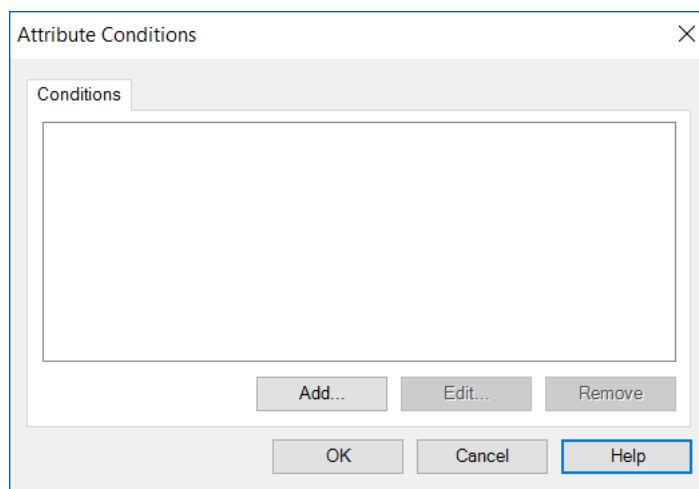 Attribute Conditions
Conditions
Add... Edit... Remove
OK Cancel Help